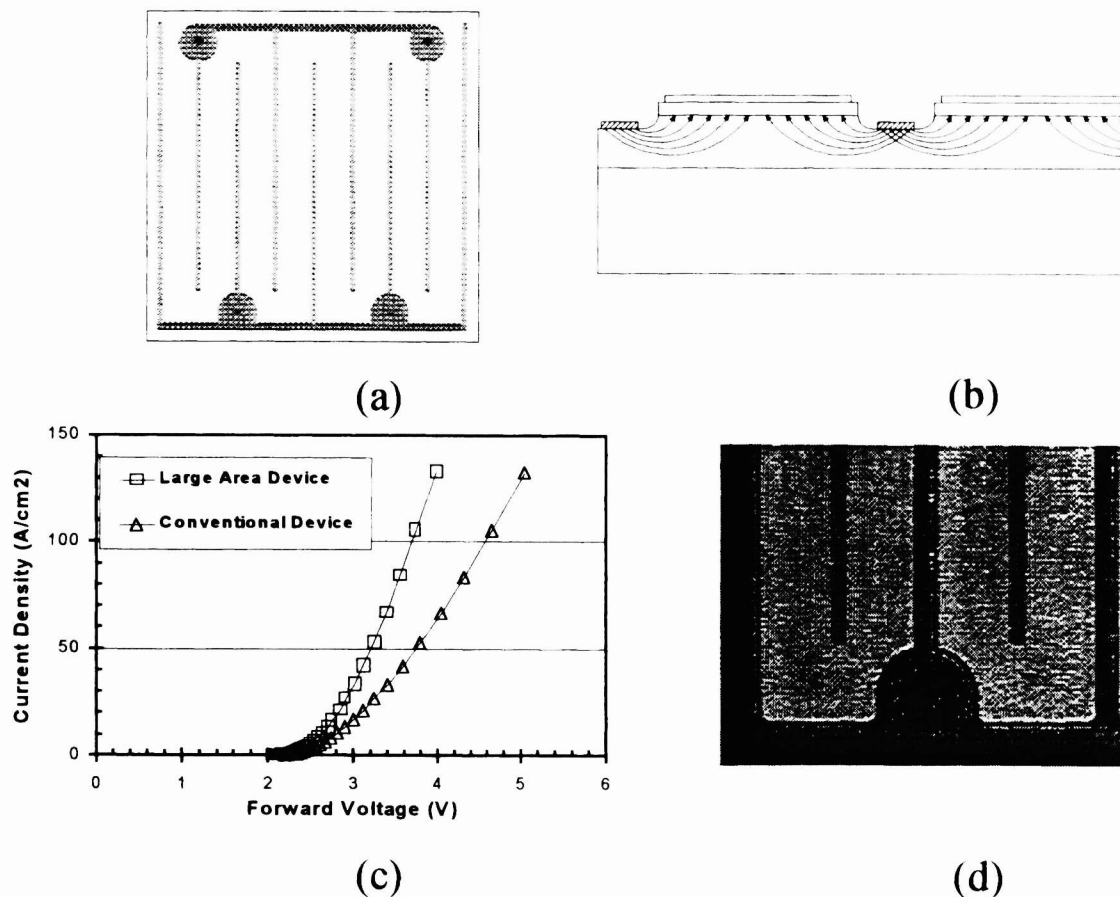 (a)
(b)
150
100
50
0
Current Density (A/cm2)
Large Area Device
Conventional Device
0 1 2 3 4 5 6
Forward Voltage (V)
(c)
(d)